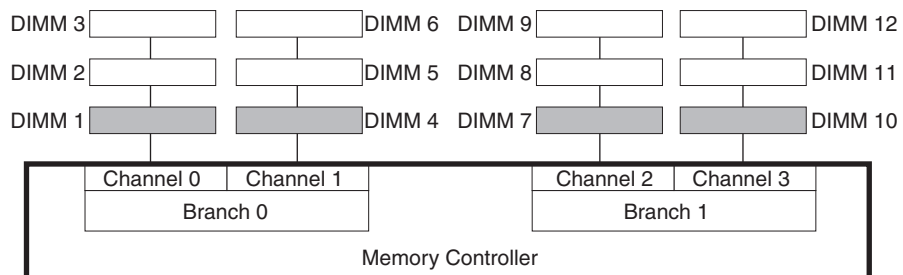 DIMM 3 DIMM 6 DIMM 9 DIMM 12
DIMM 2 DIMM 5 DIMM 8 DIMM 11
DIMM 1 DIMM 4 DIMM 7 DIMM 10
Channel 0 Channel 1 Channel 2 Channel 3
Branch 0 Branch 1
Memory Controller